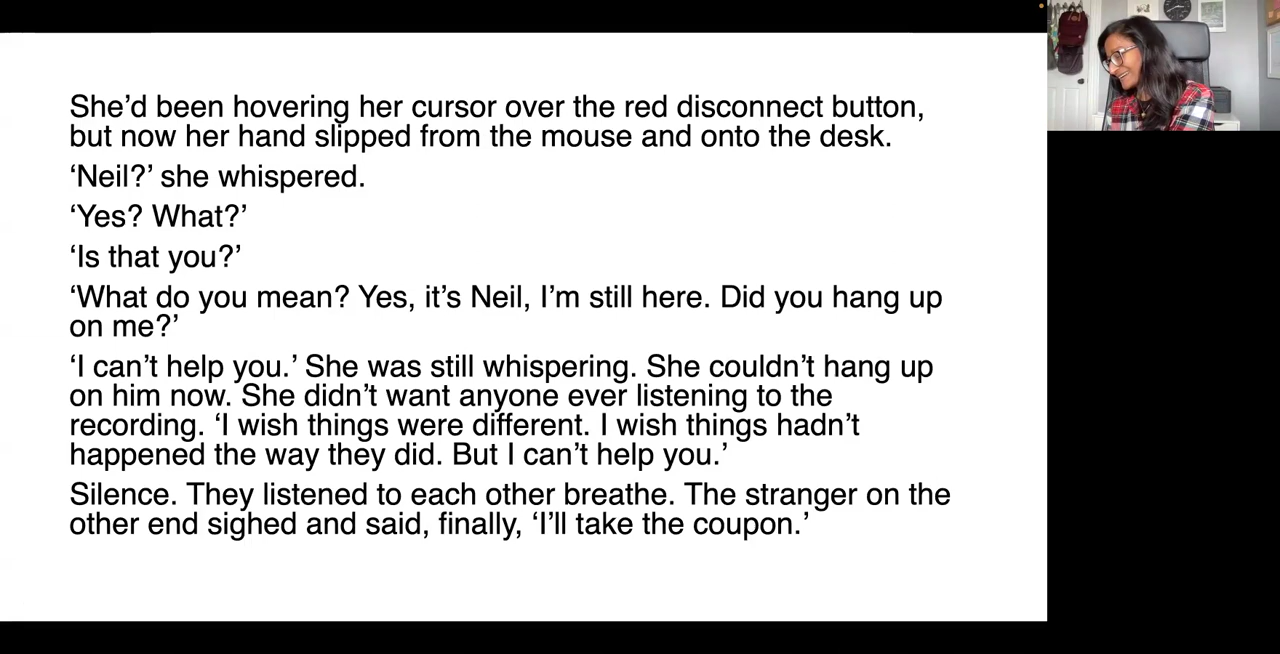 She’d been hovering her cursor over the red disconnect button,
but now her hand slipped from the mouse and onto the desk.
‘Neil?’ she whispered.
‘Yes? What?’
‘Is that you?’
‘What do you mean? Yes, it’s Neil, I’m still here. Did you hang up
on me?’
‘I can’t help you.’ She was still whispering. She couldn’t hang up
on him now. She didn’t want anyone ever listening to the
recording. ‘I wish things were different. I wish things hadn’t
happened the way they did. But I can’t help you.’
Silence. They listened to each other breathe. The stranger on the
other end sighed and said, finally, ‘I’ll take the coupon.’